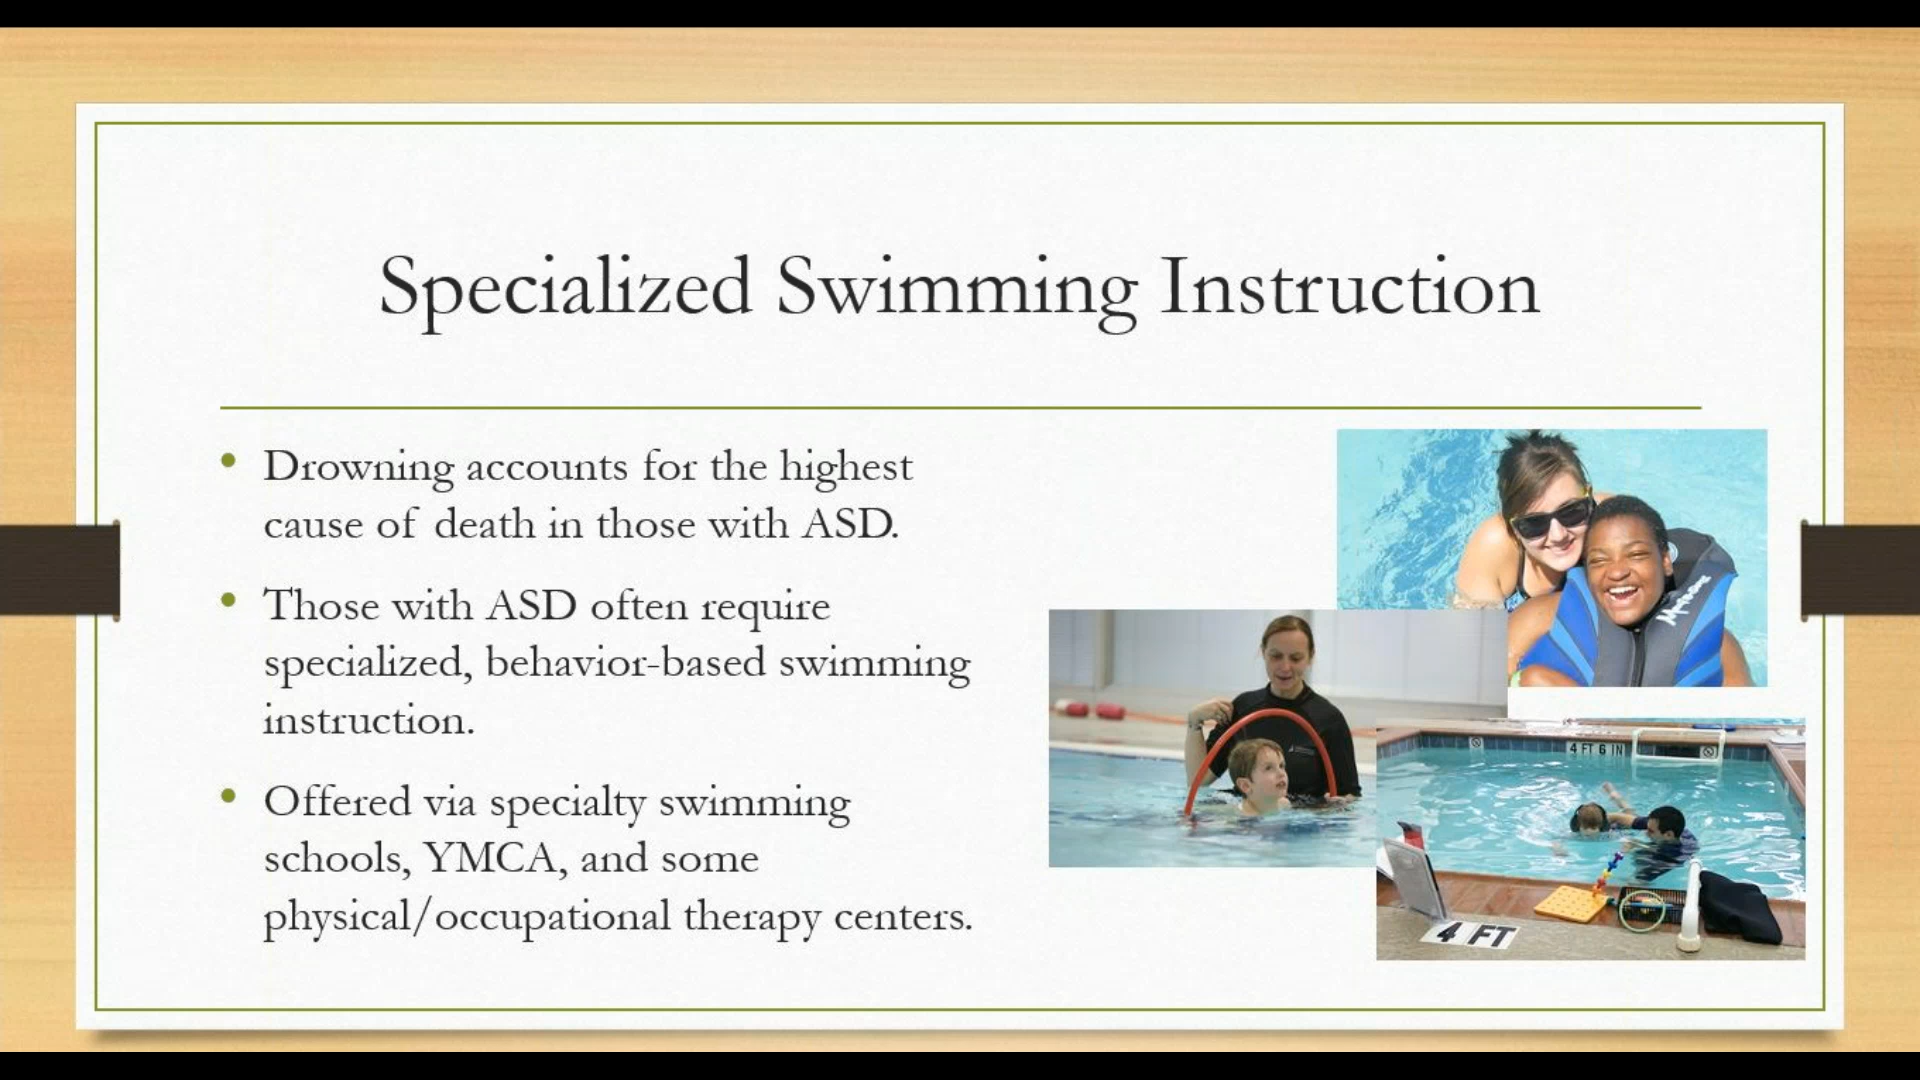 Specialized Swimming Instruction
• Drowning accounts for the highest
cause of death in those with ASD.
• Those with ASD often require
specialized, behavior-based swimming
instruction.
• Offered via specialty swimming
schools, YMCA, and some
physical/occupational therapy centers.
4 FT 6 IN
4 FT